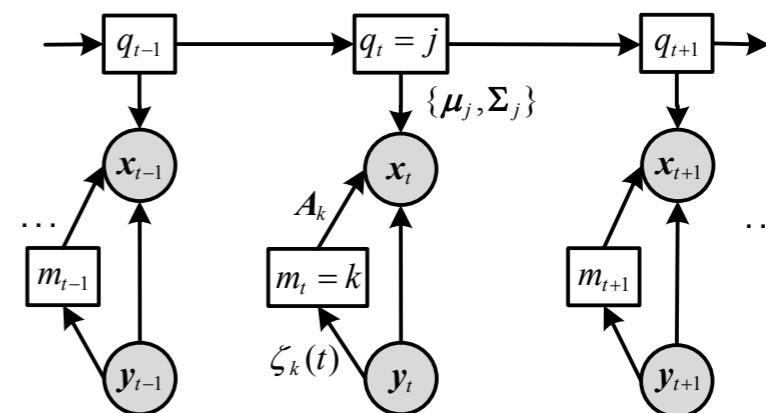 q_{t−1} q_t = j q_{t+1}
{μ_j, Σ_j}
x_{t−1} x_t x_{t+1}
A_k
… ..
m_{t−1} m_t = k m_{t+1}
ζ_k(t)
y_{t−1} y_t y_{t+1}